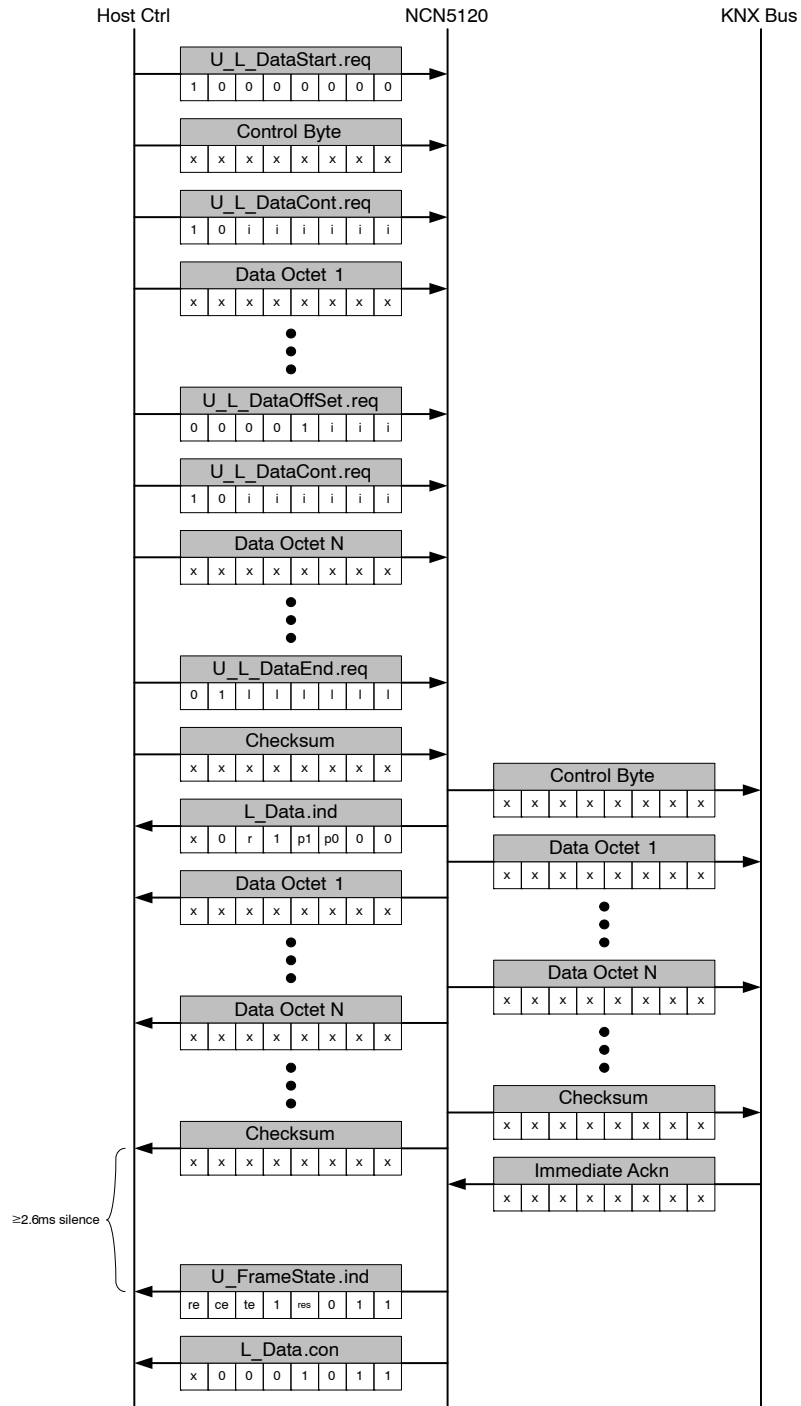 Host Ctrl NCN5120 KNX Bus
U_L_DataStart.req
1 0 0 0 0 0 0 0
Control Byte
x x x x x x x x
U_L_DataCont.req
1 0 i i i i i i
Data Octet 1
x x x x x x x x
U_L_DataOffSet.req
0 0 0 0 1 i i i
U_L_DataCont.req
1 0 i i i i i i
Data Octet N
x x x x x x x x
U_L_DataEnd.req
0 1 l l l l l l
Checksum
x x x x x x x x
Control Byte
x x x x x x x x
L_Data.ind
x 0 r 1 p1 p0 0 0
Data Octet 1
x x x x x x x x
Data Octet 1
x x x x x x x x
Data Octet N
x x x x x x x x
Data Octet N
x x x x x x x x
Checksum
x x x x x x x x
Checksum
x x x x x x x x
Immediate Ackn
x x x x x x x x
≥2.6ms silence
U_FrameState.ind
re ce te 1 res 0 1 1
L_Data.con
x 0 0 0 1 0 1 1